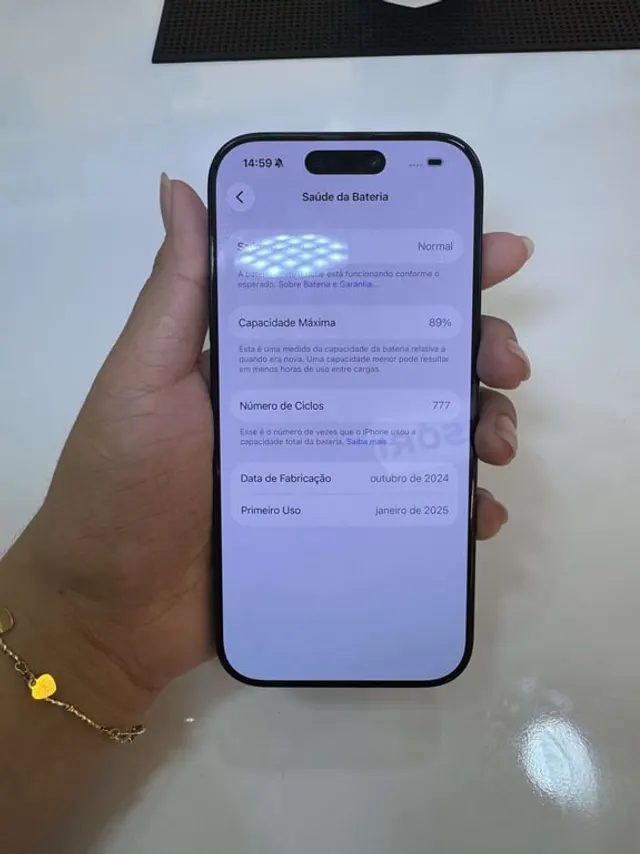 14:59
Saúde da Bateria
Normal
está funcionando conforme o
esperado. Sobre Bateria e Garantia...
Capacidade Máxima 89%
Esta é uma medida da capacidade da bateria relativa a
quando era nova. Uma capacidade menor pode resultar
em menos horas de uso entre cargas.
Número de Ciclos 777
Esse é o número de vezes que o iPhone usou a
capacidade total da bateria. Saiba mais...
Data de Fabricação outubro de 2024
Primeiro Uso janeiro de 2025